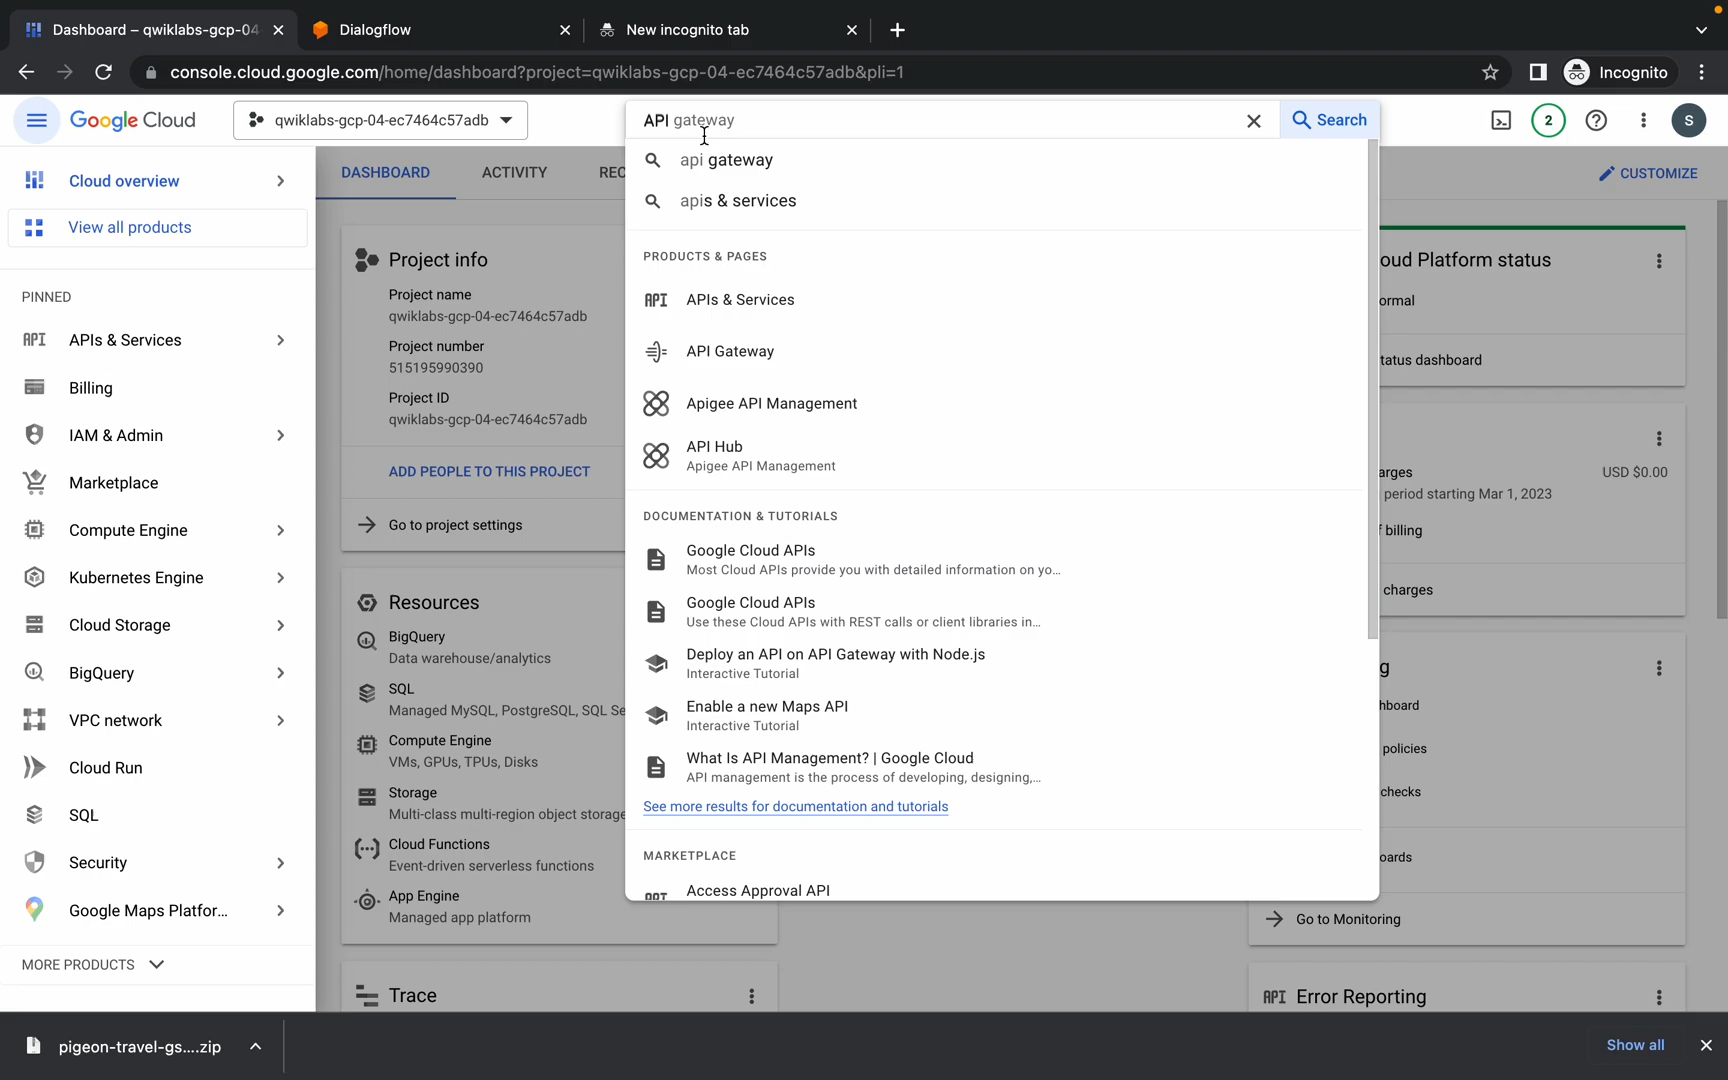 Dashboard – qwiklabs-gcp-04
Dialogflow
New incognito tab
console.cloud.google.com/home/dashboard?project=qwiklabs-gcp-04-ec7464c57adb&pli=1
Incognito
Google Cloud
qwiklabs-gcp-04-ec7464c57adb
API gateway
Search
2
S
Cloud overview
View all products
PINNED
APIs & Services
Billing
IAM & Admin
Marketplace
Compute Engine
Kubernetes Engine
Cloud Storage
BigQuery
VPC network
Cloud Run
SQL
Security
Google Maps Platfor...
MORE PRODUCTS
DASHBOARD
ACTIVITY
REC
CUSTOMIZE
Project info
Project name
qwiklabs-gcp-04-ec7464c57adb
Project number
515195990390
Project ID
qwiklabs-gcp-04-ec7464c57adb
ADD PEOPLE TO THIS PROJECT
Go to project settings
Resources
BigQuery
Data warehouse/analytics
SQL
Managed MySQL, PostgreSQL, SQL Se
Compute Engine
VMs, GPUs, TPUs, Disks
Storage
Multi-class multi-region object storage
Cloud Functions
Event-driven serverless functions
App Engine
Managed app platform
Trace
api gateway
apis & services
PRODUCTS & PAGES
API APIs & Services
API Gateway
Apigee API Management
API Hub
Apigee API Management
DOCUMENTATION & TUTORIALS
Google Cloud APIs
Most Cloud APIs provide you with detailed information on yo...
Google Cloud APIs
Use these Cloud APIs with REST calls or client libraries in...
Deploy an API on API Gateway with Node.js
Interactive Tutorial
Enable a new Maps API
Interactive Tutorial
What Is API Management? | Google Cloud
API management is the process of developing, designing,...
See more results for documentation and tutorials
MARKETPLACE
Access Approval API
oud Platform status
ormal
tatus dashboard
arges
USD $0.00
period starting Mar 1, 2023
f billing
charges
g
hboard
policies
checks
oards
Go to Monitoring
API Error Reporting
pigeon-travel-gs....zip
Show all